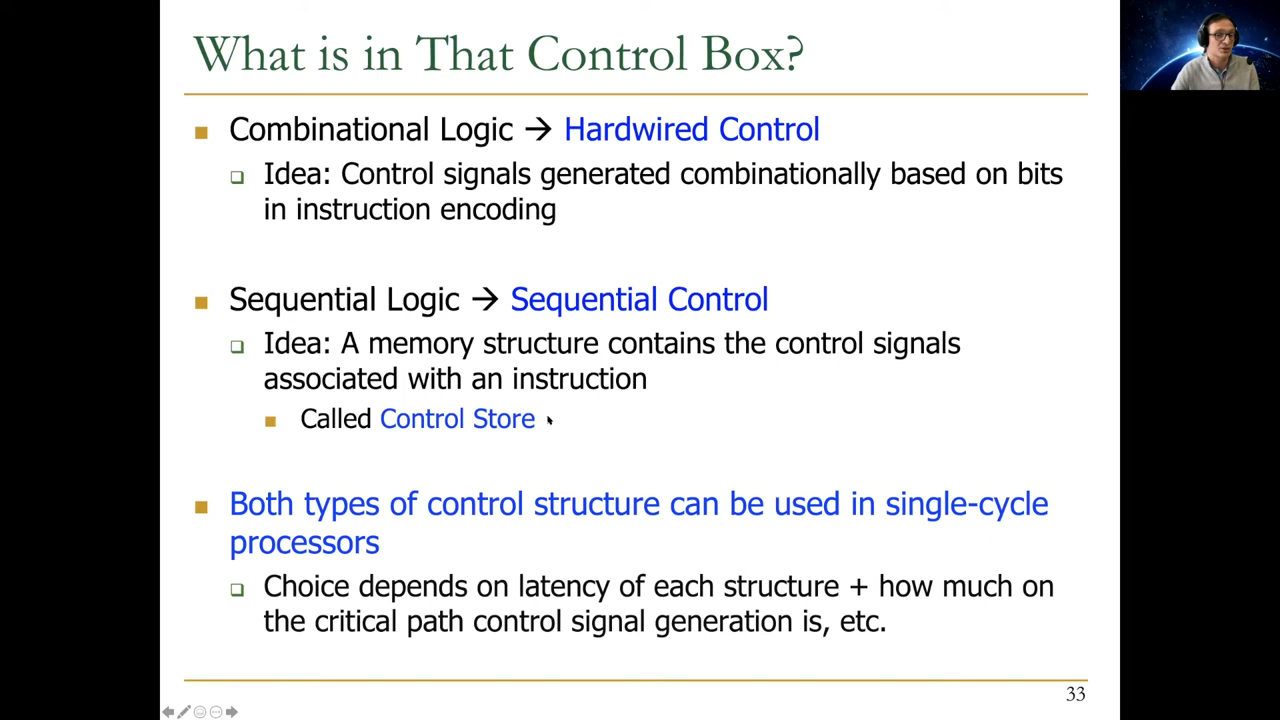 What is in That Control Box?
■ Combinational Logic → Hardwired Control
❑ Idea: Control signals generated combinationally based on bits
in instruction encoding
■ Sequential Logic → Sequential Control
❑ Idea: A memory structure contains the control signals
associated with an instruction
■ Called Control Store
■ Both types of control structure can be used in single-cycle
processors
❑ Choice depends on latency of each structure + how much on
the critical path control signal generation is, etc.
33